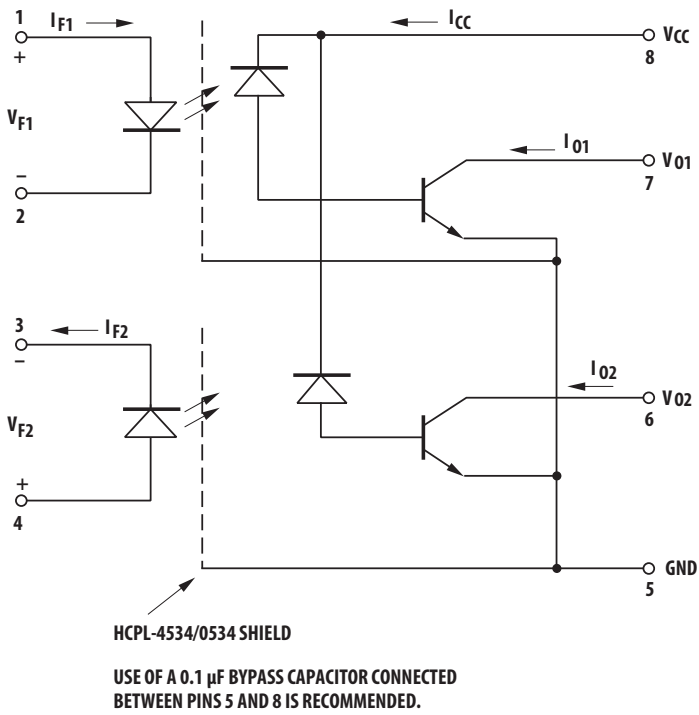 1
I F1
+
V F1
−
2
3
I F2
−
V F2
+
4
I CC
V CC
8
I O1
V O1
7
I O2
V O2
6
GND
5
HCPL-4534/0534 SHIELD
USE OF A 0.1 µF BYPASS CAPACITOR CONNECTED
BETWEEN PINS 5 AND 8 IS RECOMMENDED.